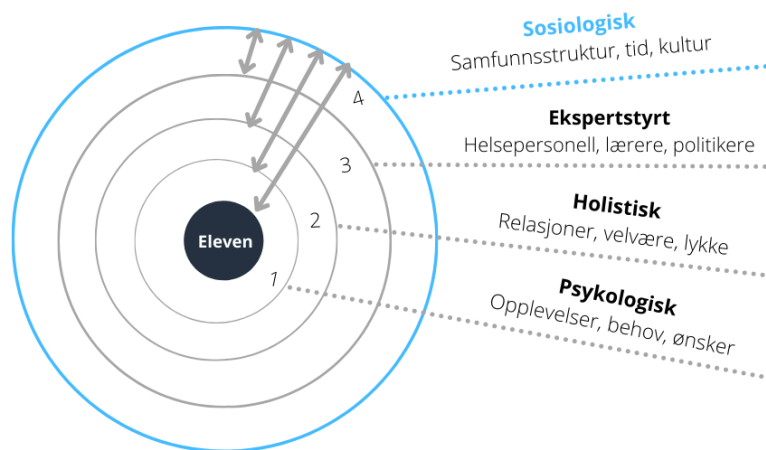 Sosiologisk
Samfunnsstruktur, tid, kultur
4
Ekspertstyrt
Helsepersonell, lærere, politikere
3
Holistisk
Relasjoner, velvære, lykke
2
Eleven
Psykologisk
Opplevelser, behov, ønsker
1